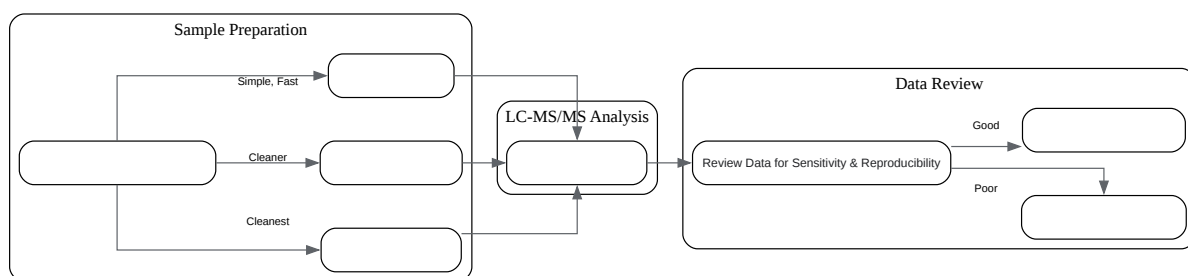 Sample Preparation
Simple, Fast
Cleaner
Cleanest
LC-MS/MS Analysis
Data Review
Review Data for Sensitivity & Reproducibility
Good
Poor